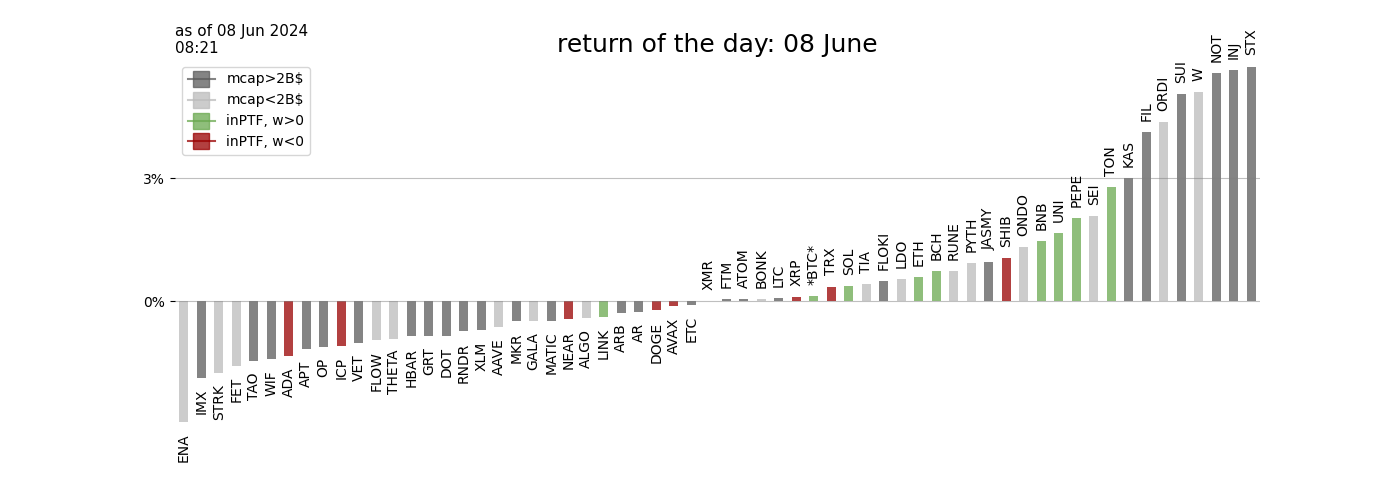 as of 08 Jun 2024
08:21
return of the day: 08 June
mcap>2B$
mcap<2B$
inPTF, w>0
inPTF, w<0
3%
0%
ENA
IMX
STRK
FET
TAO
WIF
ADA
APT
OP
ICP
VET
FLOW
THETA
HBAR
GRT
DOT
RNDR
XLM
AAVE
MKR
GALA
MATIC
NEAR
ALGO
LINK
ARB
AR
DOGE
AVAX
ETC
XMR
FTM
ATOM
BONK
LTC
XRP
*BTC*
TRX
SOL
TIA
FLOKI
LDO
ETH
BCH
RUNE
PYTH
JASMY
SHIB
ONDO
BNB
UNI
PEPE
SEI
TON
KAS
FIL
ORDI
SUI
W
NOT
INJ
STX